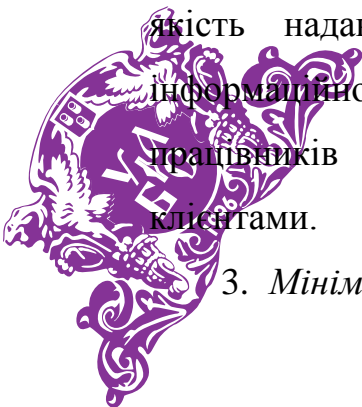 якість надан
інформаційно
працівників
клієнтами.
3. Мінім